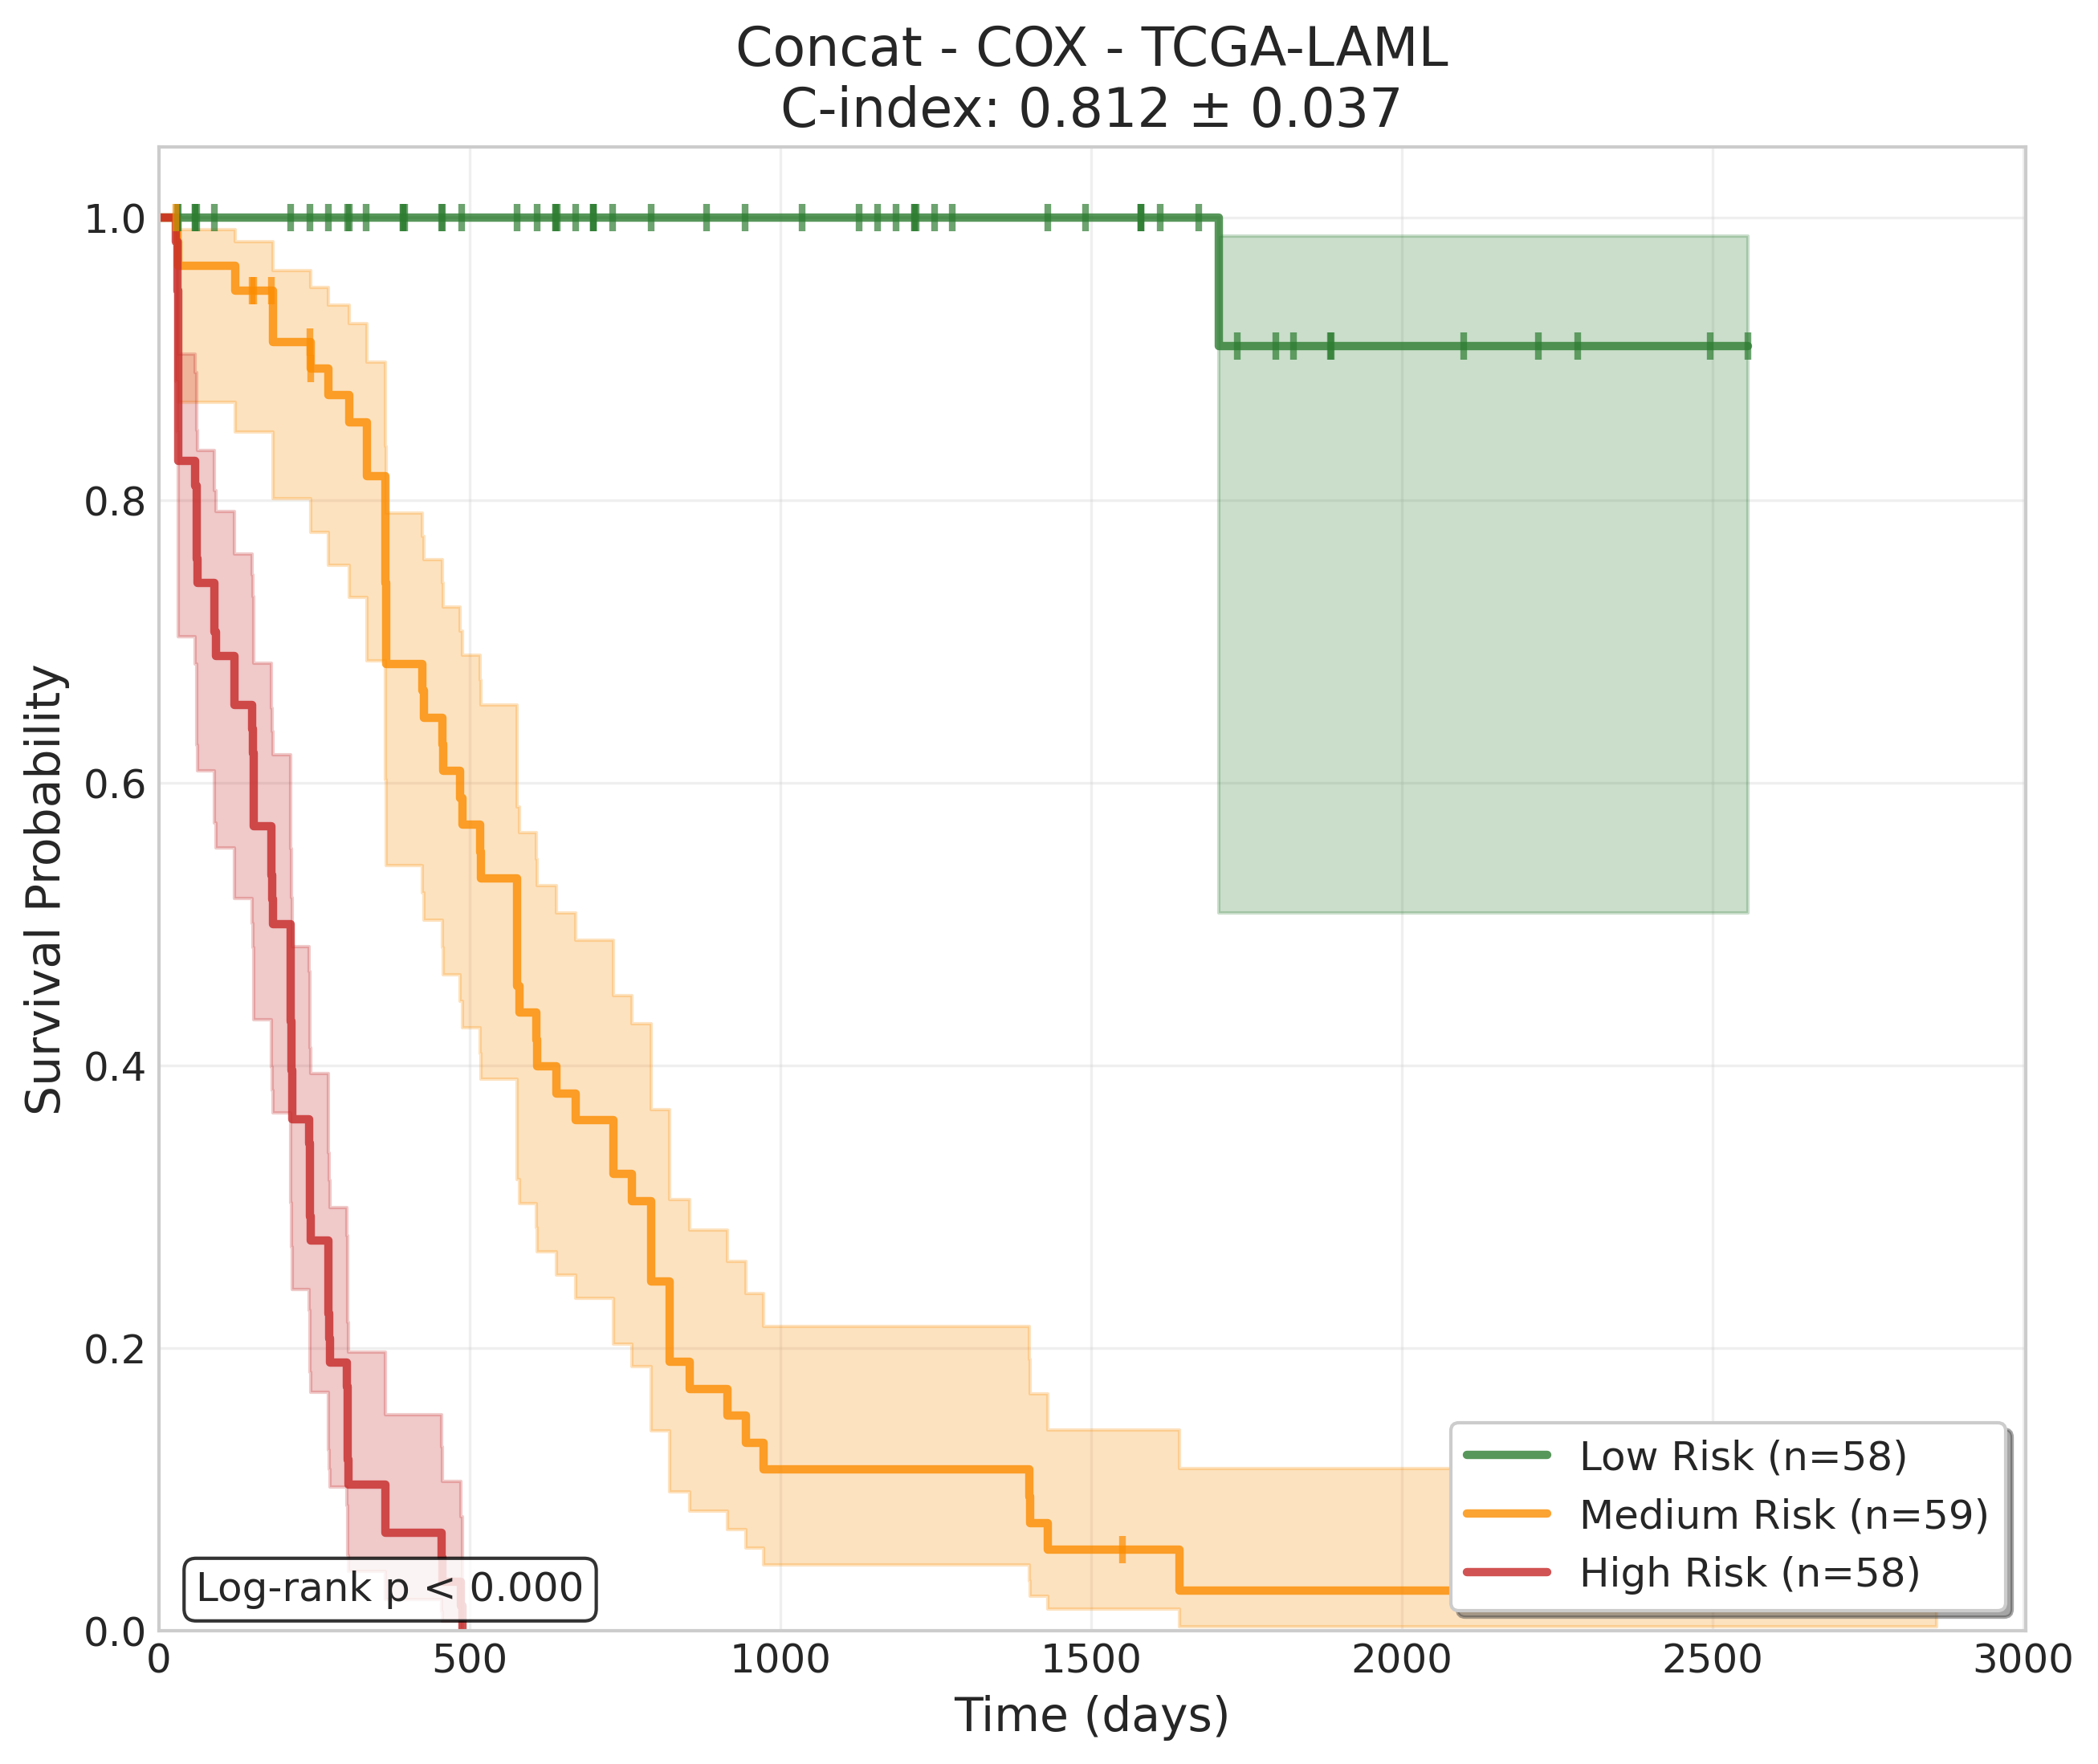 Concat - COX - TCGA-LAML
C-index: 0.812 ± 0.037
Survival Probability
1.0
0.8
0.6
0.4
0.2
0.0
Low Risk (n=58)
Medium Risk (n=59)
High Risk (n=58)
Log-rank p < 0.000
0 500 1000 1500 2000 2500 3000
Time (days)